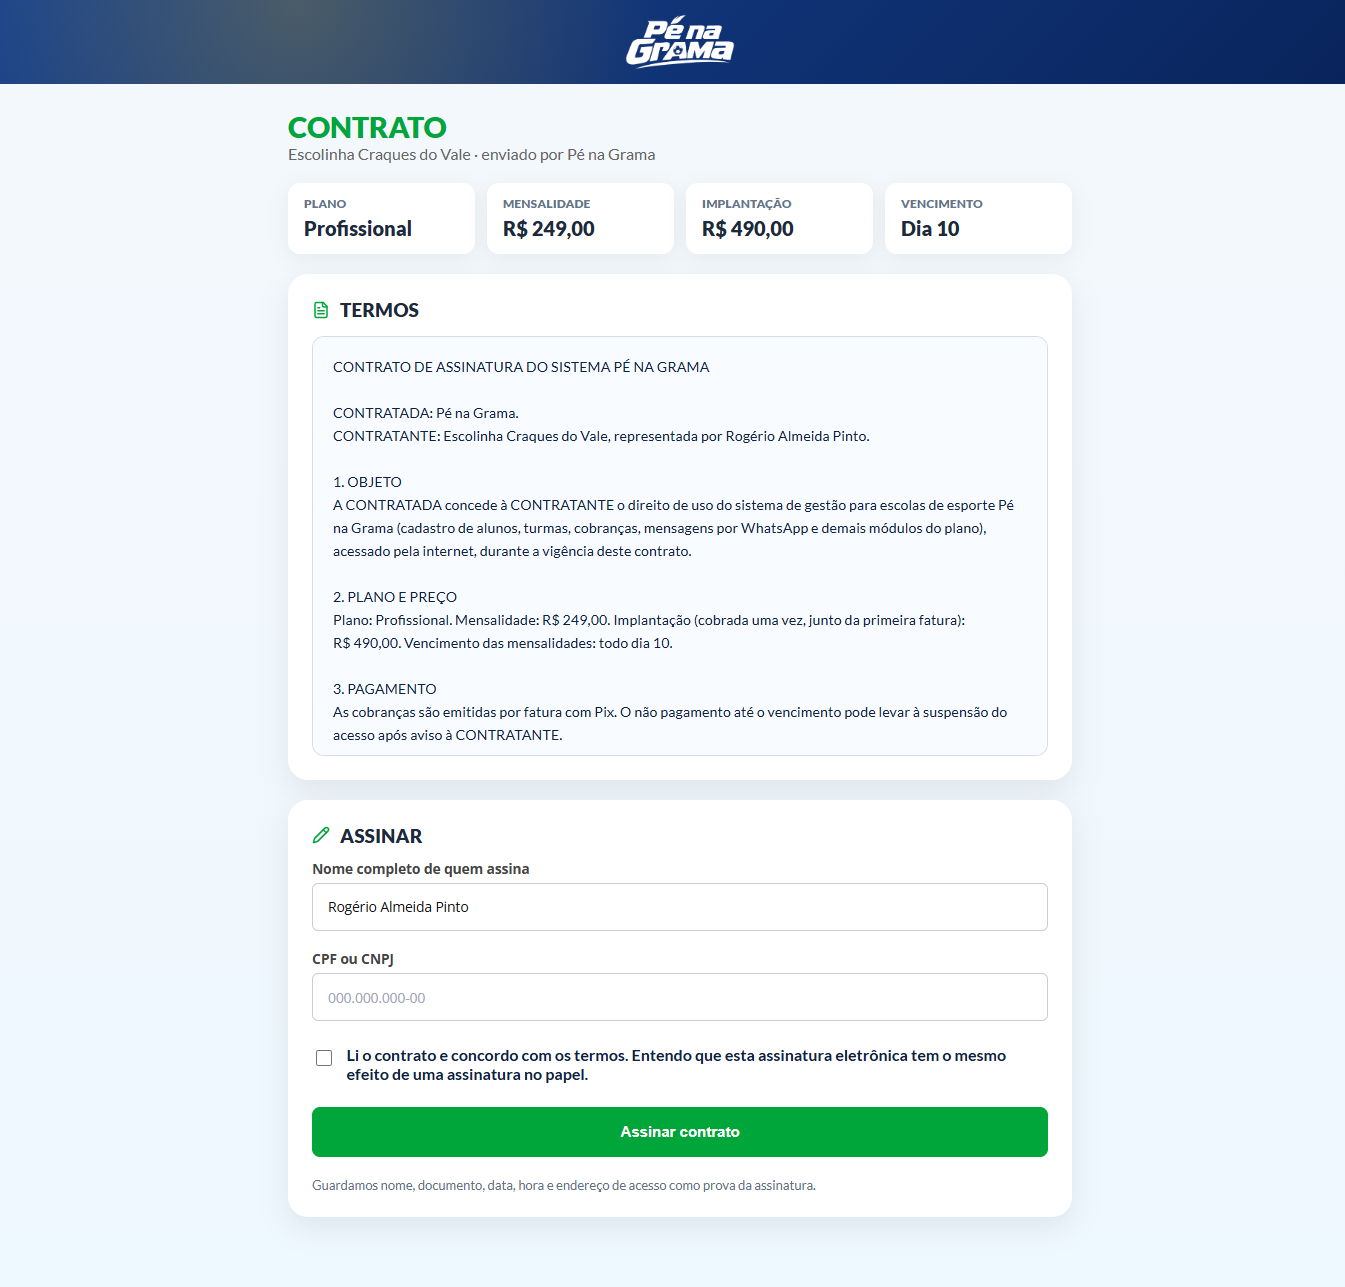 Pé na
Grama
CONTRATO
Escolinha Craques do Vale · enviado por Pé na Grama
PLANO
Profissional
MENSALIDADE
R$ 249,00
IMPLANTAÇÃO
R$ 490,00
VENCIMENTO
Dia 10
TERMOS
CONTRATO DE ASSINATURA DO SISTEMA PÉ NA GRAMA
CONTRATADA: Pé na Grama.
CONTRATANTE: Escolinha Craques do Vale, representada por Rogério Almeida Pinto.
1. OBJETO
A CONTRATADA concede à CONTRATANTE o direito de uso do sistema de gestão para escolas de esporte Pé
na Grama (cadastro de alunos, turmas, cobranças, mensagens por WhatsApp e demais módulos do plano),
acessado pela internet, durante a vigência deste contrato.
2. PLANO E PREÇO
Plano: Profissional. Mensalidade: R$ 249,00. Implantação (cobrada uma vez, junto da primeira fatura):
R$ 490,00. Vencimento das mensalidades: todo dia 10.
3. PAGAMENTO
As cobranças são emitidas por fatura com Pix. O não pagamento até o vencimento pode levar à suspensão do
acesso após aviso à CONTRATANTE.
ASSINAR
Nome completo de quem assina
Rogério Almeida Pinto
CPF ou CNPJ
000.000.000-00
Li o contrato e concordo com os termos. Entendo que esta assinatura eletrônica tem o mesmo
efeito de uma assinatura no papel.
Assinar contrato
Guardamos nome, documento, data, hora e endereço de acesso como prova da assinatura.